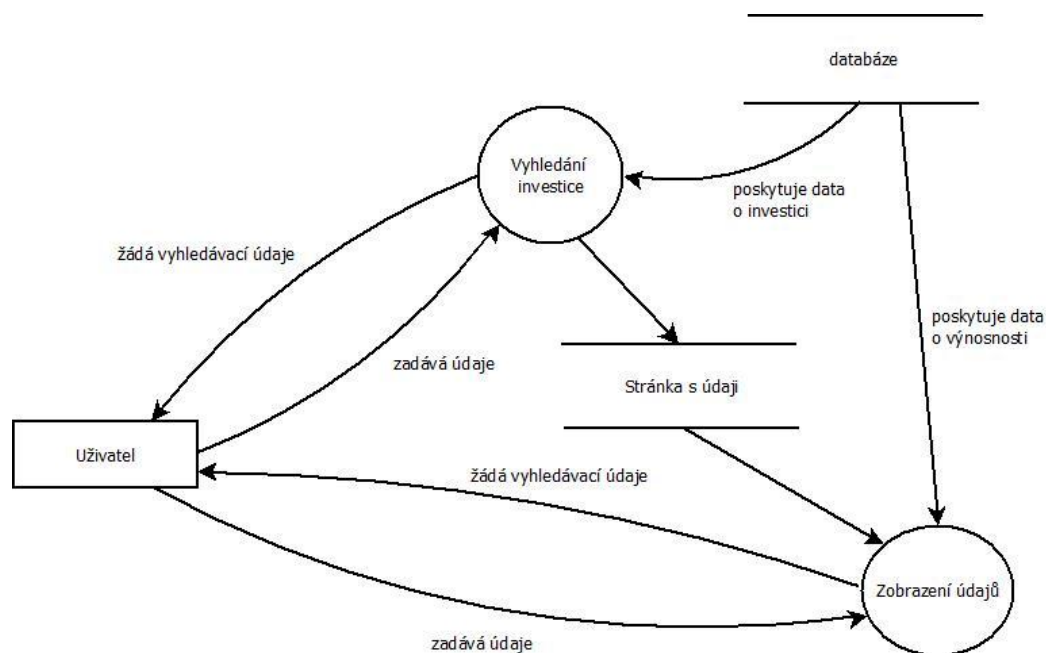 databáze
Vyhledání
investice
poskytuje data
o investici
žádá vyhledávací údaje
poskytuje data
o výnosnosti
zadává údaje
Stránka s údaji
Uživatel
žádá vyhledávací údaje
Zobrazení údajů
zadává údaje